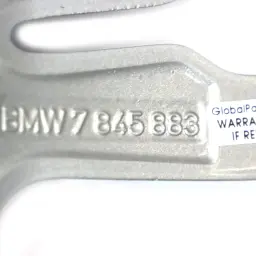 BMW 7 845 883
GlobalPa
WARRA
IF RE